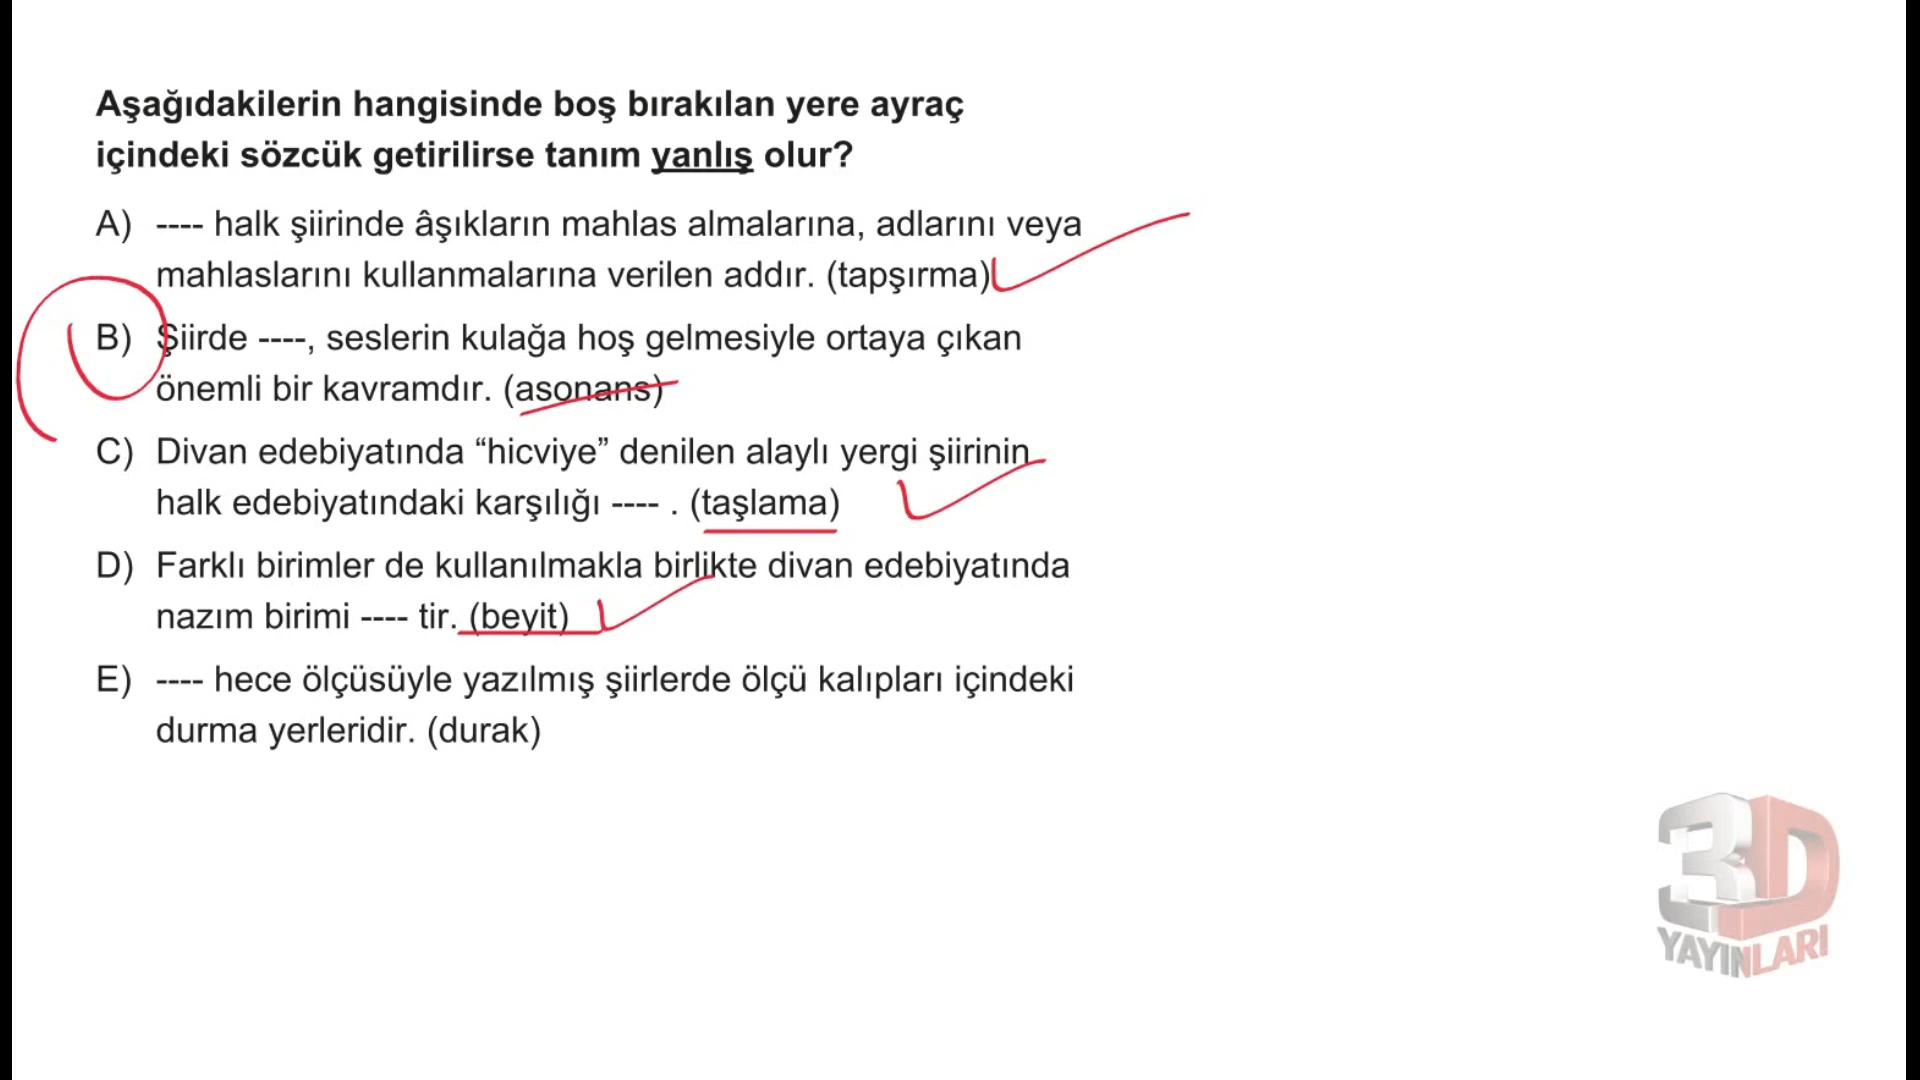 Aşağıdakilerin hangisinde boş bırakılan yere ayraç
içindeki sözcük getirilirse tanım yanlış olur?
A) ---- halk şiirinde âşıkların mahlas almalarına, adlarını veya
mahlaslarını kullanmalarına verilen addır. (tapşırma)
B) Şiirde ----, seslerin kulağa hoş gelmesiyle ortaya çıkan
önemli bir kavramdır. (asonans)
C) Divan edebiyatında “hicviye” denilen alaylı yergi şiirinin
halk edebiyatındaki karşılığı ---- . (taşlama)
D) Farklı birimler de kullanılmakla birlikte divan edebiyatında
nazım birimi ---- tir. (beyit)
E) ---- hece ölçüsüyle yazılmış şiirlerde ölçü kalıpları içindeki
durma yerleridir. (durak)
3D
YAYINLARI